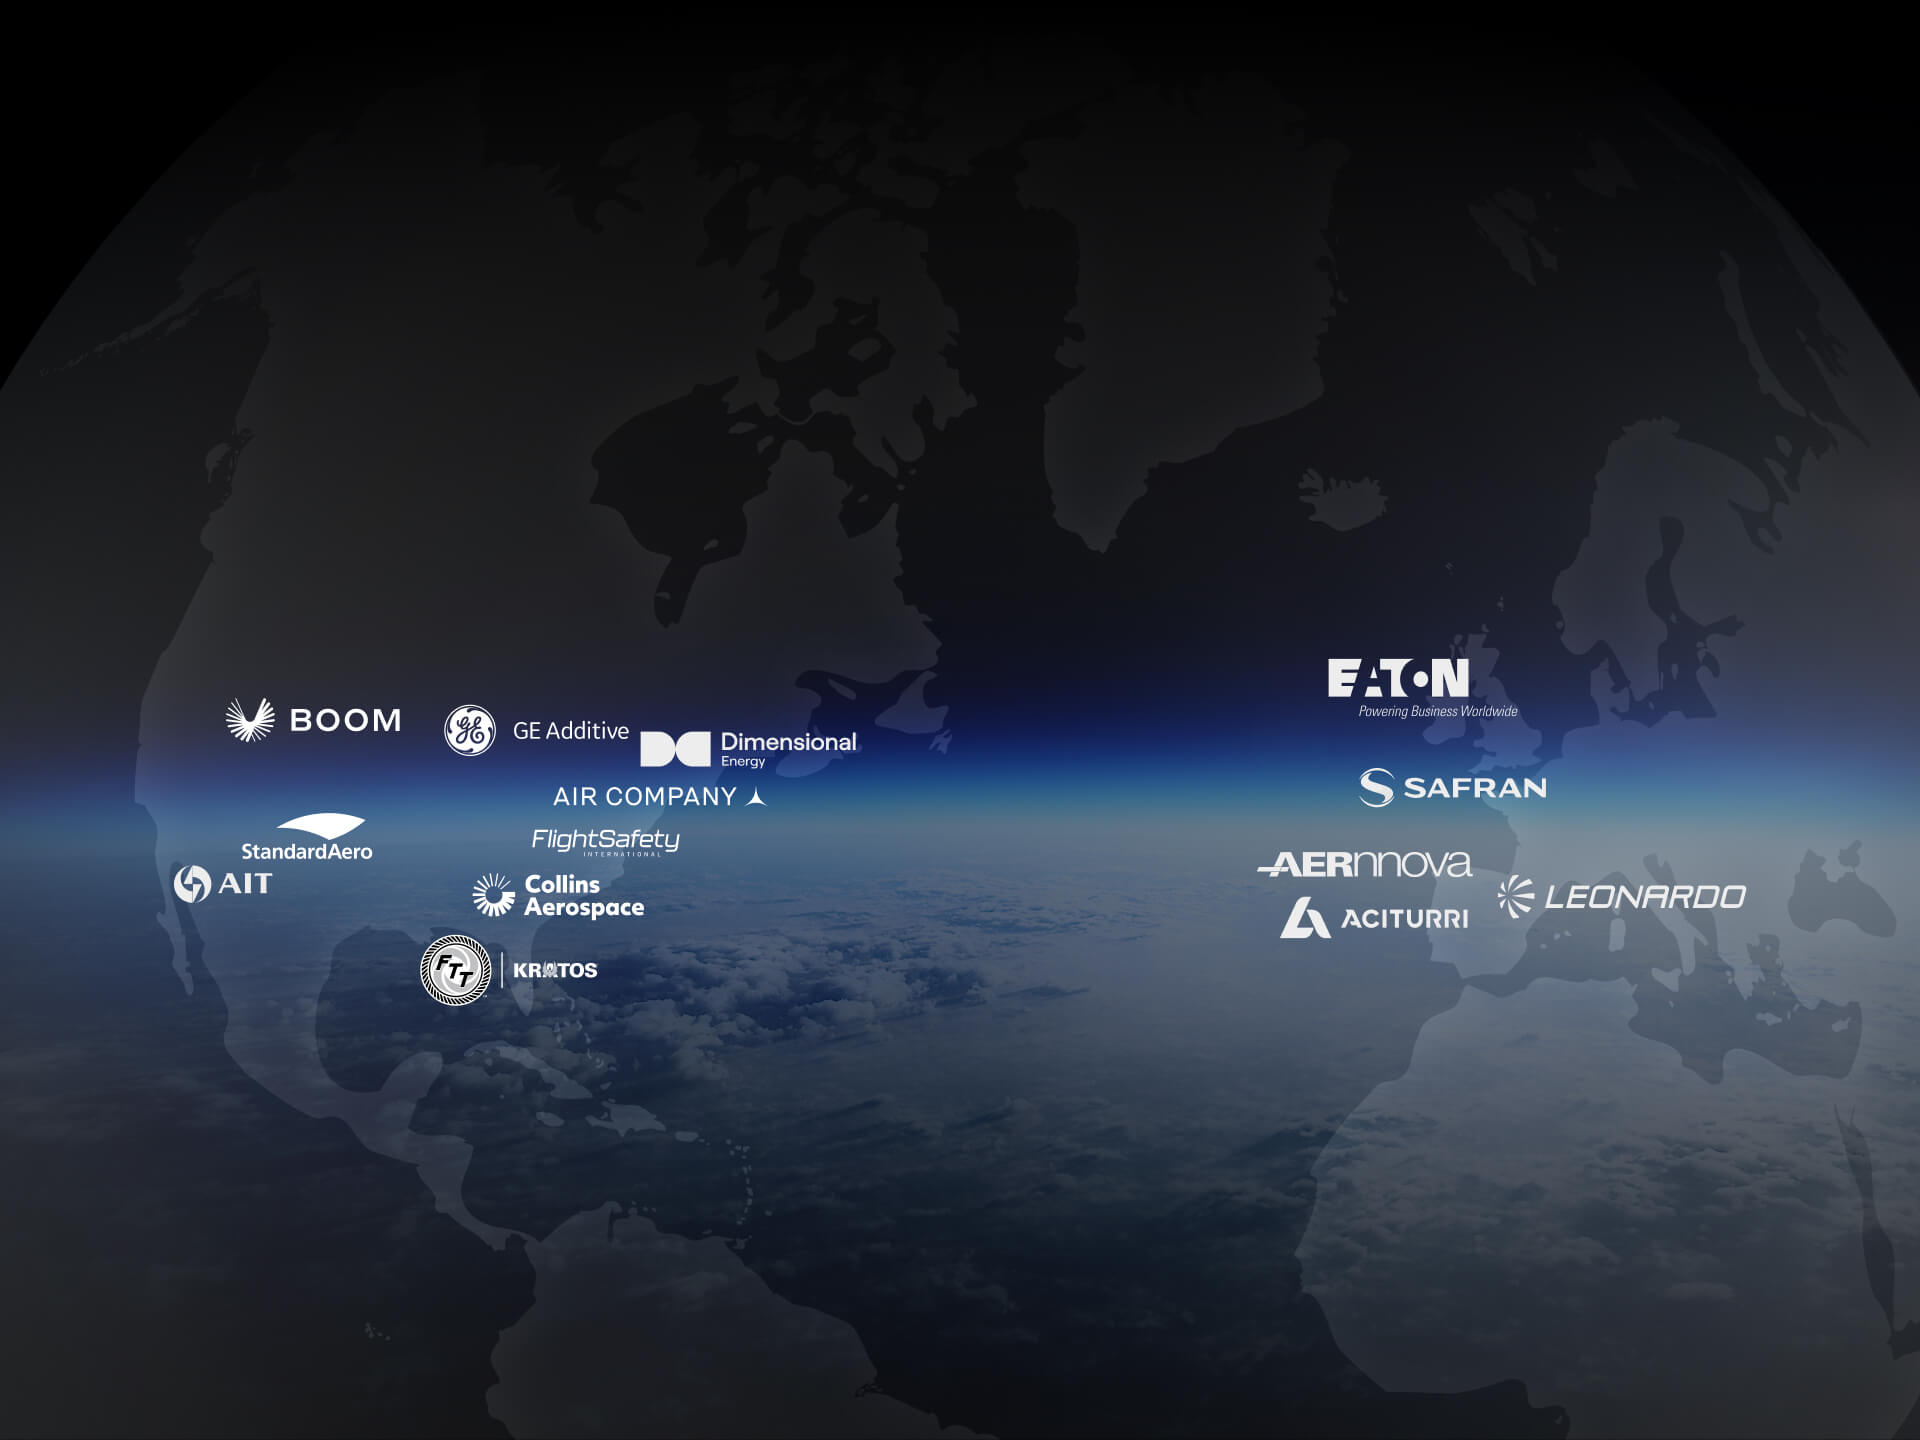 BOOM
GE
GE Additive
Dimensional
Energy
AIR COMPANY
StandardAero
FlightSafety
INTERNATIONAL
AIT
Collins
Aerospace
FTT
KRATOS
EATON
Powering Business Worldwide
SAFRAN
AERnnova
LEONARDO
ACITURRI